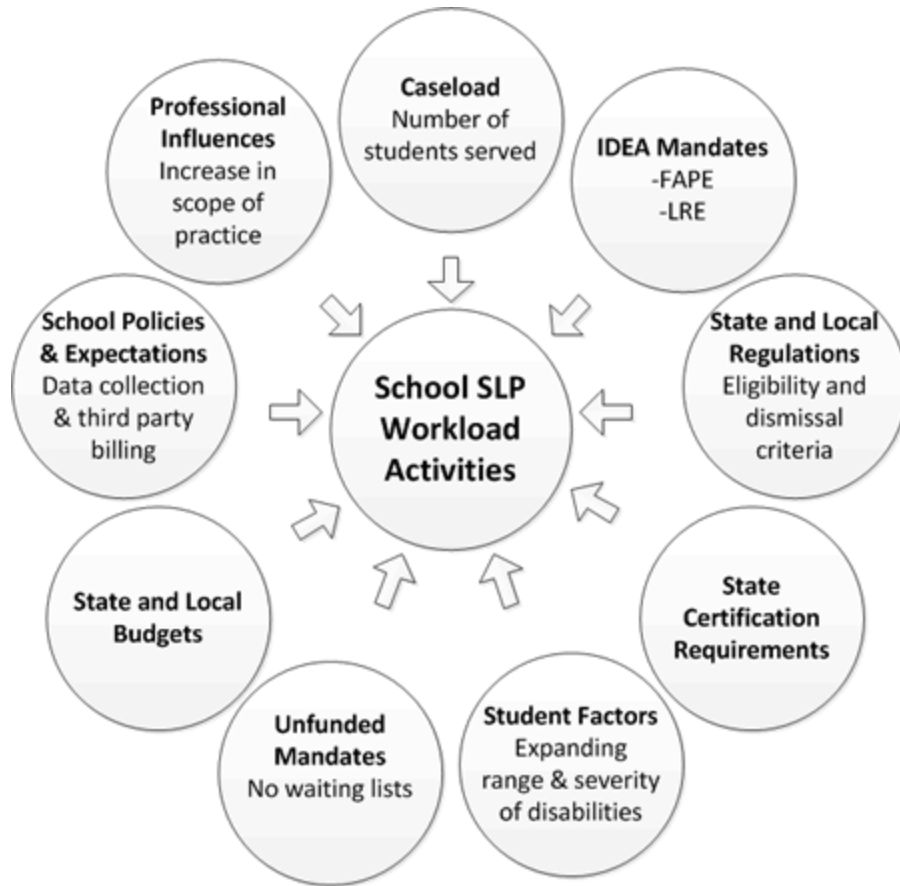 Caseload
Number of
students served
IDEA Mandates
-FAPE
-LRE
State and Local
Regulations
Eligibility and
dismissal
criteria
State
Certification
Requirements
Student Factors
Expanding
range & severity
of disabilities
Unfunded
Mandates
No waiting lists
State and Local
Budgets
School Policies
& Expectations
Data collection
& third party
billing
Professional
Influences
Increase in
scope of
practice
School SLP
Workload
Activities